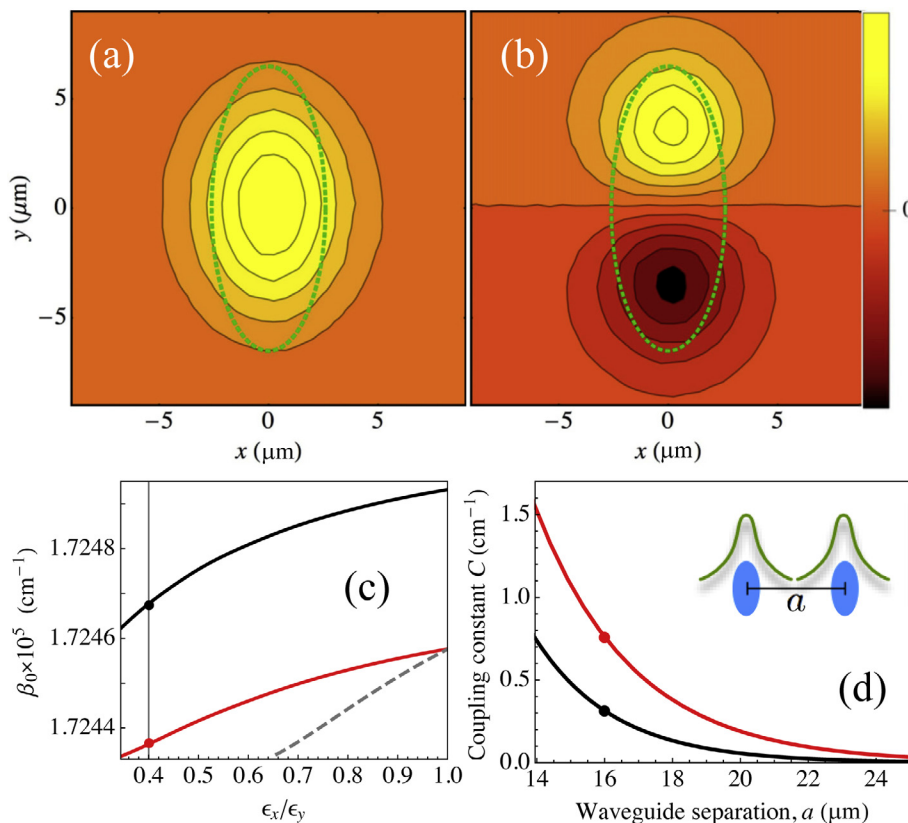 (a)
(b)
5
0
−5
y (μm)
−5
0
5
x (μm)
−5
0
5
x (μm)
0
1.7248
1.7246
1.7244
β₀×10⁵ (cm⁻¹)
(c)
0.4
0.5
0.6
0.7
0.8
0.9
1.0
ϵₓ/ϵᵧ
1.5
1.0
0.5
0.0
Coupling constant C (cm⁻¹)
a
(d)
14
16
18
20
22
24
Waveguide separation, a (μm)